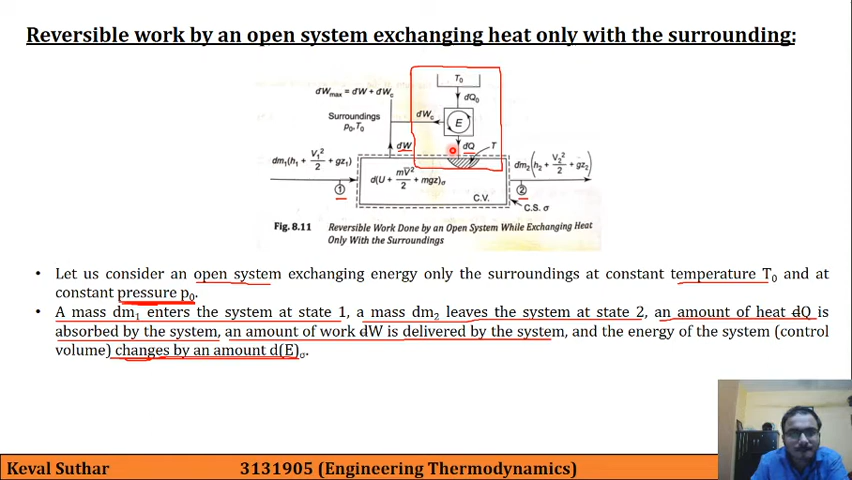 Reversible work by an open system exchanging heat only with the surrounding:
T₀
dWmax = dW + dWc
dQ₀
dWc
Surroundings
p₀, T₀
E
dW
dQ
T
dm₁(h₁ + V₁²/2 + gz₁)
dm₂(h₂ + V₂²/2 + gz₂)
d(U + mV̄²/2 + mgz)σ
1
2
C.V.
C.S. σ
Fig. 8.11 Reversible Work Done by an Open System While Exchanging Heat
Only With the Surroundings
• Let us consider an open system exchanging energy only the surroundings at constant temperature T₀ and at
constant pressure p₀.
• A mass dm₁ enters the system at state 1, a mass dm₂ leaves the system at state 2, an amount of heat đQ is
absorbed by the system, an amount of work đW is delivered by the system, and the energy of the system (control
volume) changes by an amount d(E)σ.
Keval Suthar 3131905 (Engineering Thermodynamics)